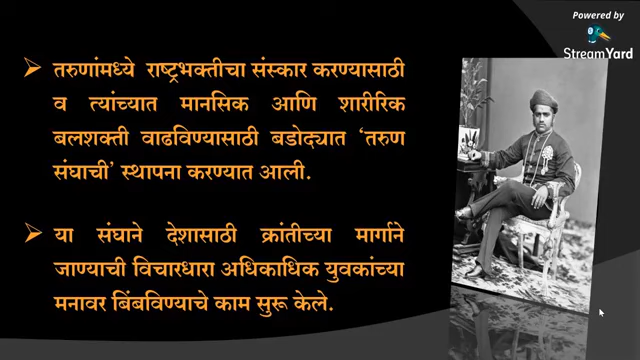 Powered by
StreamYard
तरुणांमध्ये राष्ट्रभक्तीचा संस्कार करण्यासाठी
व त्यांच्यात मानसिक आणि शारीरिक
बलशक्ती वाढविण्यासाठी बडोद्यात ‘तरुण
संघाची’ स्थापना करण्यात आली.
या संघाने देशासाठी क्रांतीच्या मार्गाने
जाण्याची विचारधारा अधिकाधिक युवकांच्या
मनावर बिंबविण्याचे काम सुरू केले.